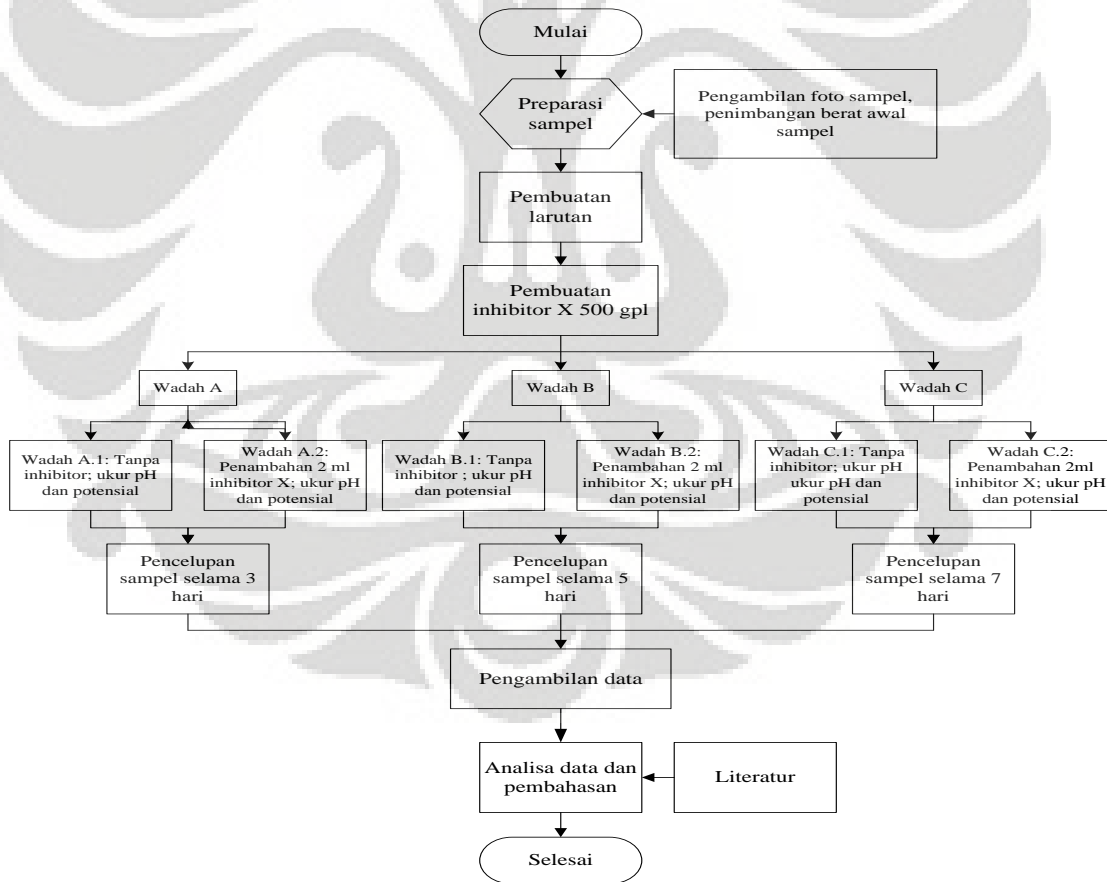 Mulai
Preparasi
sampel
Pengambilan foto sampel,
penimbangan berat awal
sampel
Pembuatan
larutan
Pembuatan
inhibitor X 500 gpl
Wadah A
Wadah B
Wadah C
Wadah A.1: Tanpa
inhibitor; ukur pH
dan potensial
Wadah A.2:
Penambahan 2 ml
inhibitor X; ukur pH
dan potensial
Wadah B.1: Tanpa
inhibitor ; ukur pH
dan potensial
Wadah B.2:
Penambahan 2 ml
inhibitor X; ukur pH
dan potensial
Wadah C.1: Tanpa
inhibitor; ukur pH
ukur pH dan
potensial
Wadah C.2:
Penambahan 2ml
inhibitor X; ukur pH
dan potensial
Pencelupan
sampel selama 3
hari
Pencelupan
sampel selama 5
hari
Pencelupan
sampel selama 7
hari
Pengambilan data
Analisa data dan
pembahasan
Literatur
Selesai